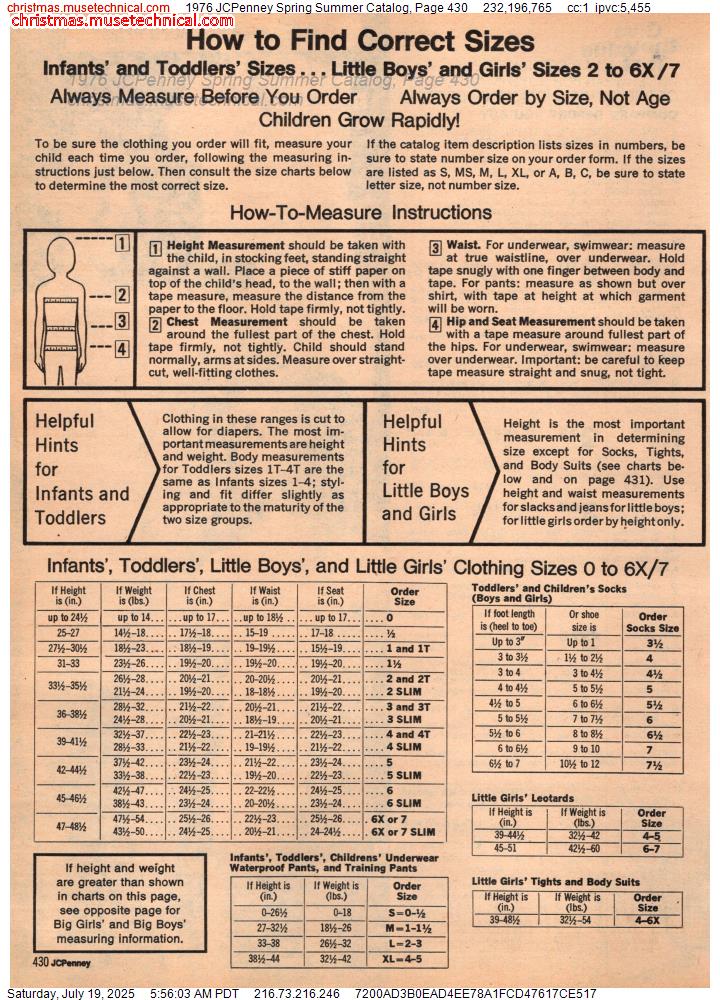 christmas.musetechnical.com 1976 JCPenney Spring Summer Catalog, Page 430 232,196,765 cc:1 ipvc:5,455
christmas.musetechnical.com
How to Find Correct Sizes
Infants' and Toddlers' Sizes ... Little Boys' and Girls' Sizes 2 to 6X/7
1976 JCPenney Spring Summer Catalog, Page 430
Always Measure Before You Order Always Order by Size, Not Age
christmas.musetechnical.com
Children Grow Rapidly!
To be sure the clothing you order will fit, measure your
child each time you order, following the measuring in-
structions just below. Then consult the size charts below
to determine the most correct size.
If the catalog item description lists sizes in numbers, be
sure to state number size on your order form. If the sizes
are listed as S, MS, M, L, XL, or A, B, C, be sure to state
letter size, not number size.
How-To-Measure Instructions
1
2
3
4
1 Height Measurement should be taken with
the child, in stocking feet, standing straight
against a wall. Place a piece of stiff paper on
top of the child's head, to the wall; then with a
tape measure, measure the distance from the
paper to the floor. Hold tape firmly, not tightly.
2 Chest Measurement should be taken
around the fullest part of the chest. Hold
tape firmly, not tightly. Child should stand
normally, arms at sides. Measure over straight-
cut, well-fitting clothes.
3 Waist. For underwear, swimwear: measure
at true waistline, over underwear. Hold
tape snugly with one finger between body and
tape. For pants: measure as shown but over
shirt, with tape at height at which garment
will be worn.
4 Hip and Seat Measurement should be taken
with a tape measure around fullest part of
the hips. For underwear, swimwear: measure
over underwear. Important: be careful to keep
tape measure straight and snug, not tight.
Helpful
Hints
for
Infants and
Toddlers
Clothing in these ranges is cut to
allow for diapers. The most im-
portant measurements are height
and weight. Body measurements
for Toddlers sizes 1T-4T are the
same as Infants sizes 1-4; styl-
ing and fit differ slightly as
appropriate to the maturity of the
two size groups.
Helpful
Hints
for
Little Boys
and Girls
Height is the most important
measurement in determining
size except for Socks, Tights,
and Body Suits (see charts be-
low and on page 431). Use
height and waist measurements
for slacks and jeans for little boys;
for little girls order by height only.
Infants', Toddlers', Little Boys', and Little Girls' Clothing Sizes 0 to 6X/7
If Height is (in.) If Weight is (lbs.) If Chest is (in.) If Waist is (in.) If Seat is (in.) Order Size
up to 24½ up to 14.... ...up to 17.... ..up to 18½ ...up to 17.... 0
25-27 14½-18.... 17½-18.... 15-19 .... 17-18 .... ½
27½-30½ 18½-23.... 18½-19.... 19-19½.... 15½-19.... 1 and 1T
31-33 23½-26.... 19½-20.... 19½-20.... 19½-20.... 1½
33½-35½ 26½-28.... 20½-21.... 20-20½.... 20½-21.... 2 and 2T
21½-24.... 19½-20.... 18-18½.... 19½-20.... 2 SLIM
36-38½ 28½-32.... 21½-22.... 20½-21.... 21½-22.... 3 and 3T
24½-28.... 20½-21.... 18½-19.... 20½-21.... 3 SLIM
39-41½ 32½-37.... 22½-23.... 21-21½.... 22½-23.... 4 and 4T
28½-33.... 21½-22.... 19-19½.... 21½-22.... 4 SLIM
42-44½ 37½-42.... 23½-24.... 21½-22.... 23½-24.... 5
33½-38.... 22½-23.... 19½-20.... 22½-23.... 5 SLIM
45-46½ 42½-47.... 24½-25.... 22-22½.... 24½-25.... 6
38½-43.... 23½-24.... 20-20½.... 23½-24.... 6 SLIM
47-48½ 47½-54.... 25½-26.... 22½-23.... 25½-26.... 6X or 7
43½-50.... 24½-25.... 20½-21.... 24-24½.... 6X or 7 SLIM
Toddlers' and Children's Socks
(Boys and Girls)
If foot length is (heel to toe) Or shoe size is Order Socks Size
Up to 3" Up to 1 3½
3 to 3½ 1½ to 2½ 4
3 to 4 3 to 4½ 4½
4 to 4½ 5 to 5½ 5
4½ to 5 6 to 6½ 5½
5 to 5½ 7 to 7½ 6
5½ to 6 8 to 8½ 6½
6 to 6½ 9 to 10 7
6½ to 7 10½ to 12 7½
Little Girls' Leotards
If Height is (in.) If Weight is (lbs.) Order Size
39-44½ 32½-42 4-5
45-51 42½-60 6-7
Little Girls' Tights and Body Suits
If Height is (in.) If Weight is (lbs.) Order Size
39-48½ 32½-54 4-6X
If height and weight
are greater than shown
in charts on this page,
see opposite page for
Big Girls' and Big Boys'
measuring information.
Infants', Toddlers', Childrens' Underwear
Waterproof Pants, and Training Pants
If Height is (in.) If Weight is (lbs.) Order Size
0-26½ 0-18 S=0-½
27-32½ 18½-26 M=1-1½
33-38 26½-32 L=2-3
38½-44 32½-42 XL=4-5
430 JCPenney
Saturday, July 19, 2025 5:56:03 AM PDT 216.73.216.246 7200AD3B0EAD4EE78A1FCD47617CE517